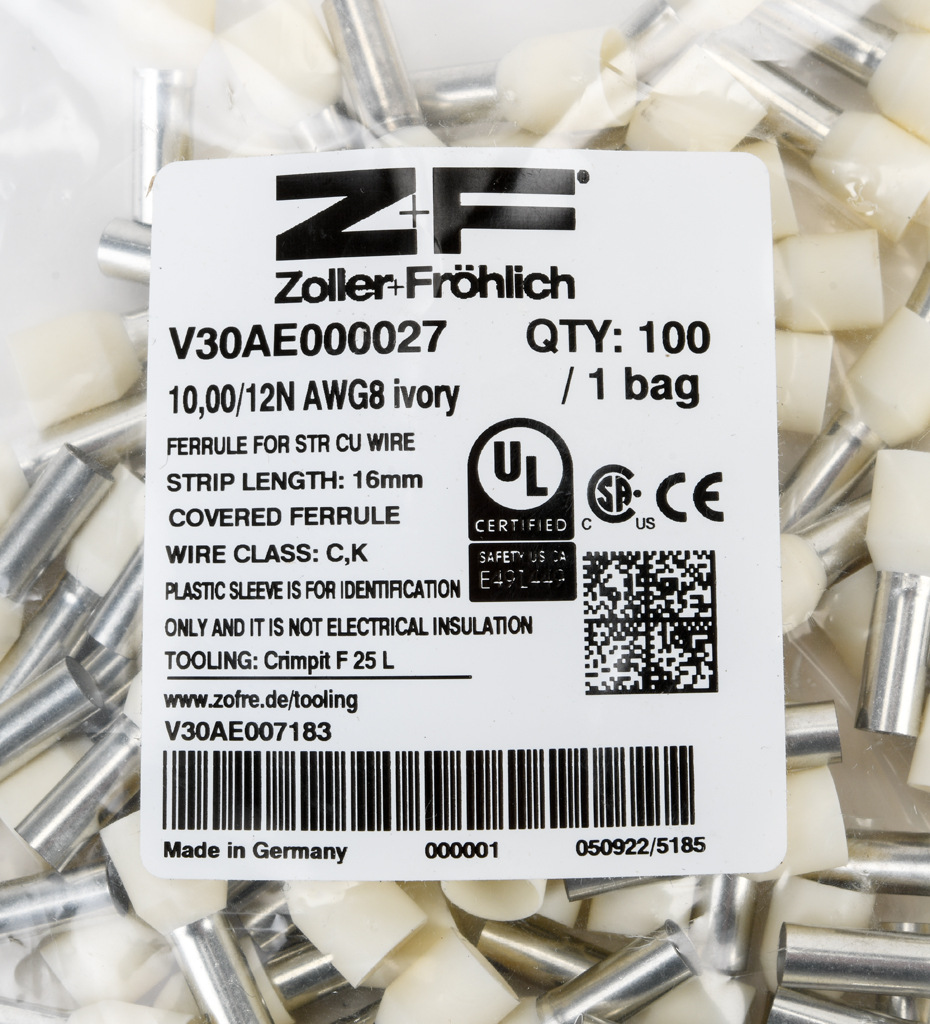 Z+F®
Zoller+Fröhlich
V30AE000027
QTY: 100
/ 1 bag
10,00/12N AWG8 ivory
FERRULE FOR STR CU WIRE
STRIP LENGTH: 16mm
COVERED FERRULE
WIRE CLASS: C,K
PLASTIC SLEEVE IS FOR IDENTIFICATION
ONLY AND IT IS NOT ELECTRICAL INSULATION
TOOLING: Crimpit F 25 L
www.zofre.de/tooling
V30AE007183
UL
CERTIFIED
SAFETY US CA
E491449
C SA US
CE
Made in Germany
000001
050922/5185